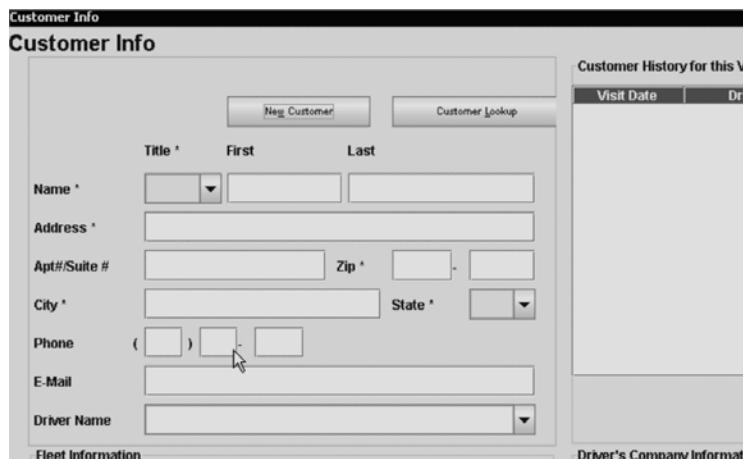 Customer Info
Customer Info
Customer History for this V
Visit Date Dr
New Customer Customer Lookup
Title * First Last
Name *
Address *
Apt#/Suite # Zip * -
City * State *
Phone ( ) -
E-Mail
Driver Name
Fleet Information Driver's Company Informat